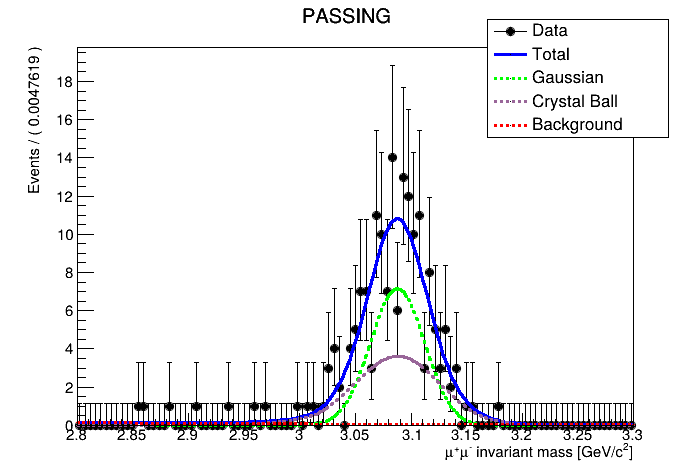 PASSING
Data
Total
Gaussian
Crystal Ball
Background
Events / ( 0.0047619 )
18
16
14
12
10
8
6
4
2
0
2.8 2.85 2.9 2.95 3 3.05 3.1 3.15 3.2 3.25 3.3
μ⁺μ⁻ invariant mass [GeV/c²]